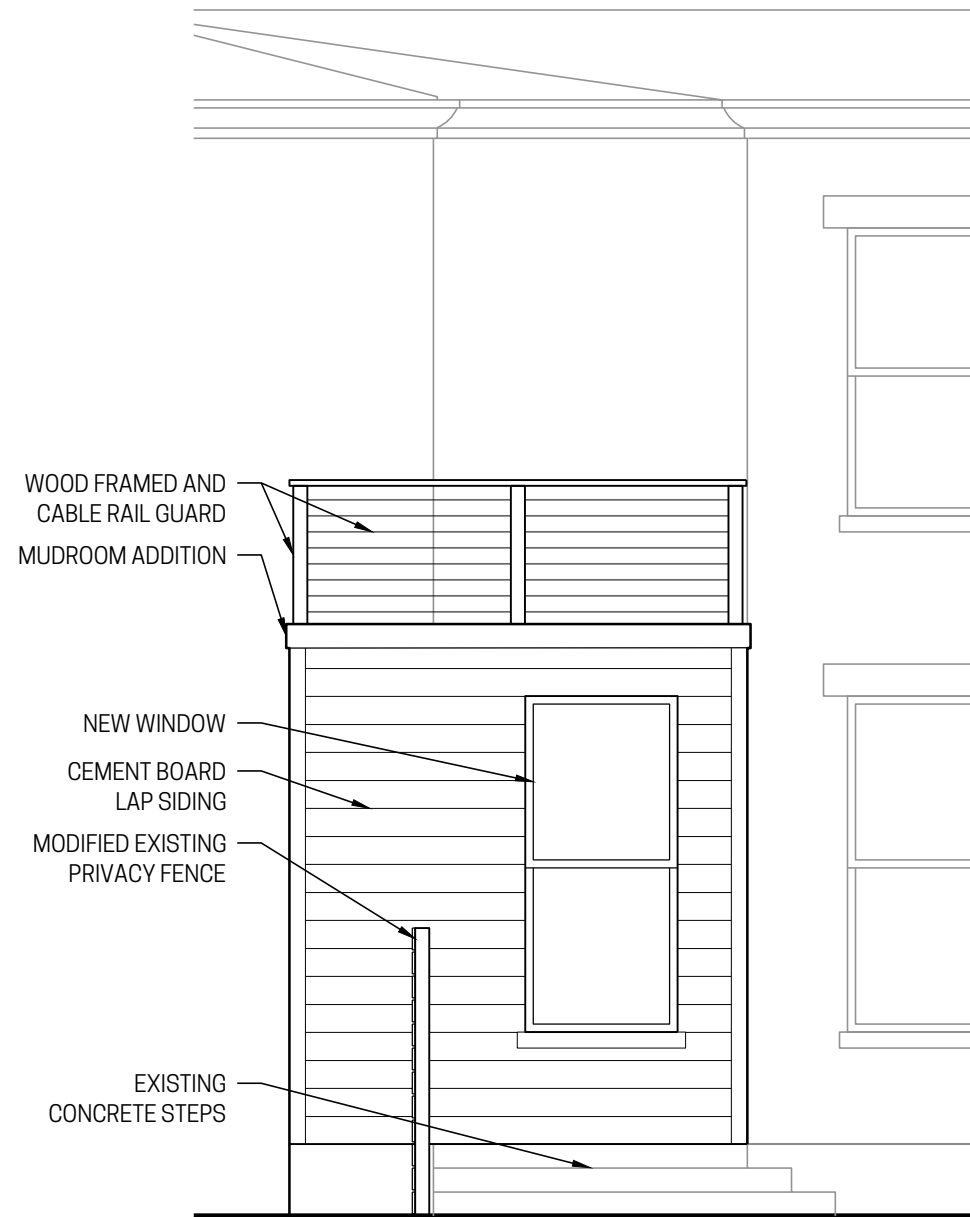 WOOD FRAMED AND
CABLE RAIL GUARD
MUDROOM ADDITION
NEW WINDOW
CEMENT BOARD
LAP SIDING
MODIFIED EXISTING
PRIVACY FENCE
EXISTING
CONCRETE STEPS